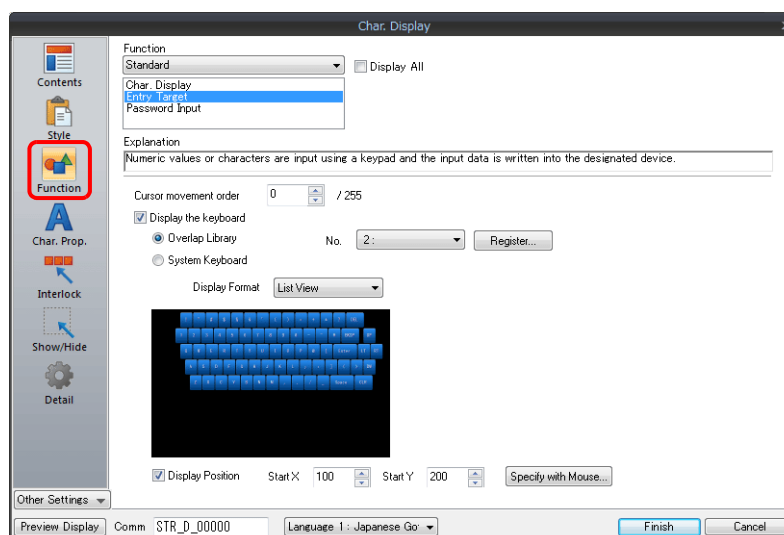 Char. Display
Contents
Style
Function
Char. Prop.
Interlock
Show/Hide
Detail
Other Settings
Function
Standard
Display All
Char. Display
Entry Target
Password Input
Explanation
Numeric values or characters are input using a keypad and the input data is written into the designated device.
Cursor movement order 0 / 255
Display the keyboard
Overlap Library No. 2: Register...
System Keyboard
Display Format List View
Display Position Start X 100 Start Y 200 Specify with Mouse...
Preview Display Comm STR_D_00000 Language 1 : Japanese Go Finish Cancel